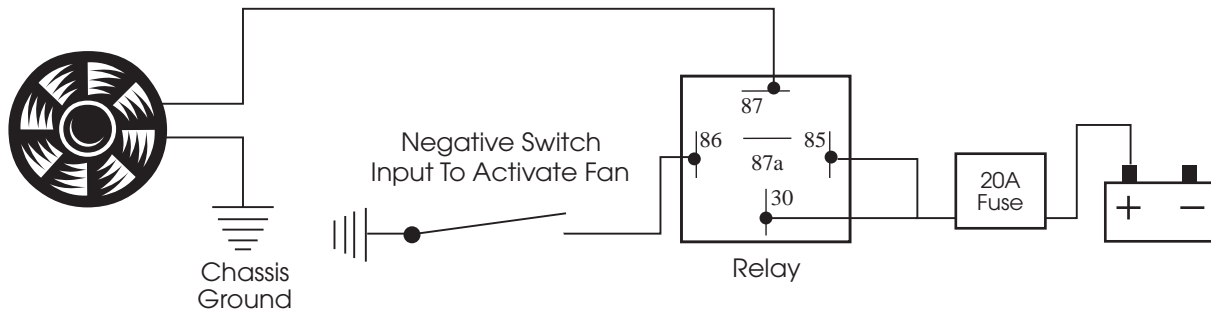 Negative Switch
Input To Activate Fan
Chassis
Ground
87
86
87a
85
30
Relay
20A
Fuse
+
−